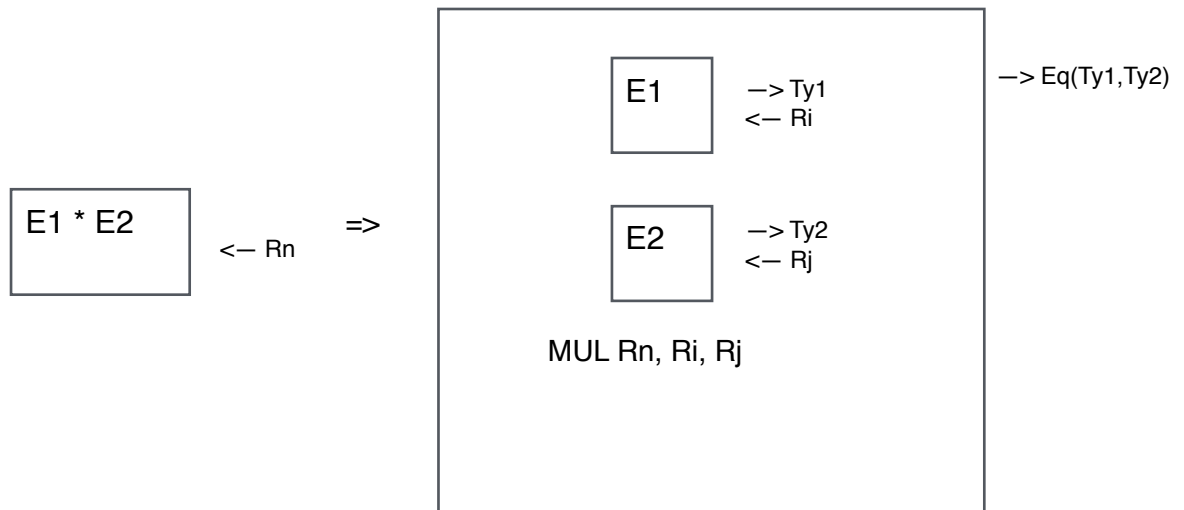 E1 * E2
<— Rn
=>
E1
—> Ty1
<— Ri
E2
—> Ty2
<— Rj
MUL Rn, Ri, Rj
—> Eq(Ty1,Ty2)